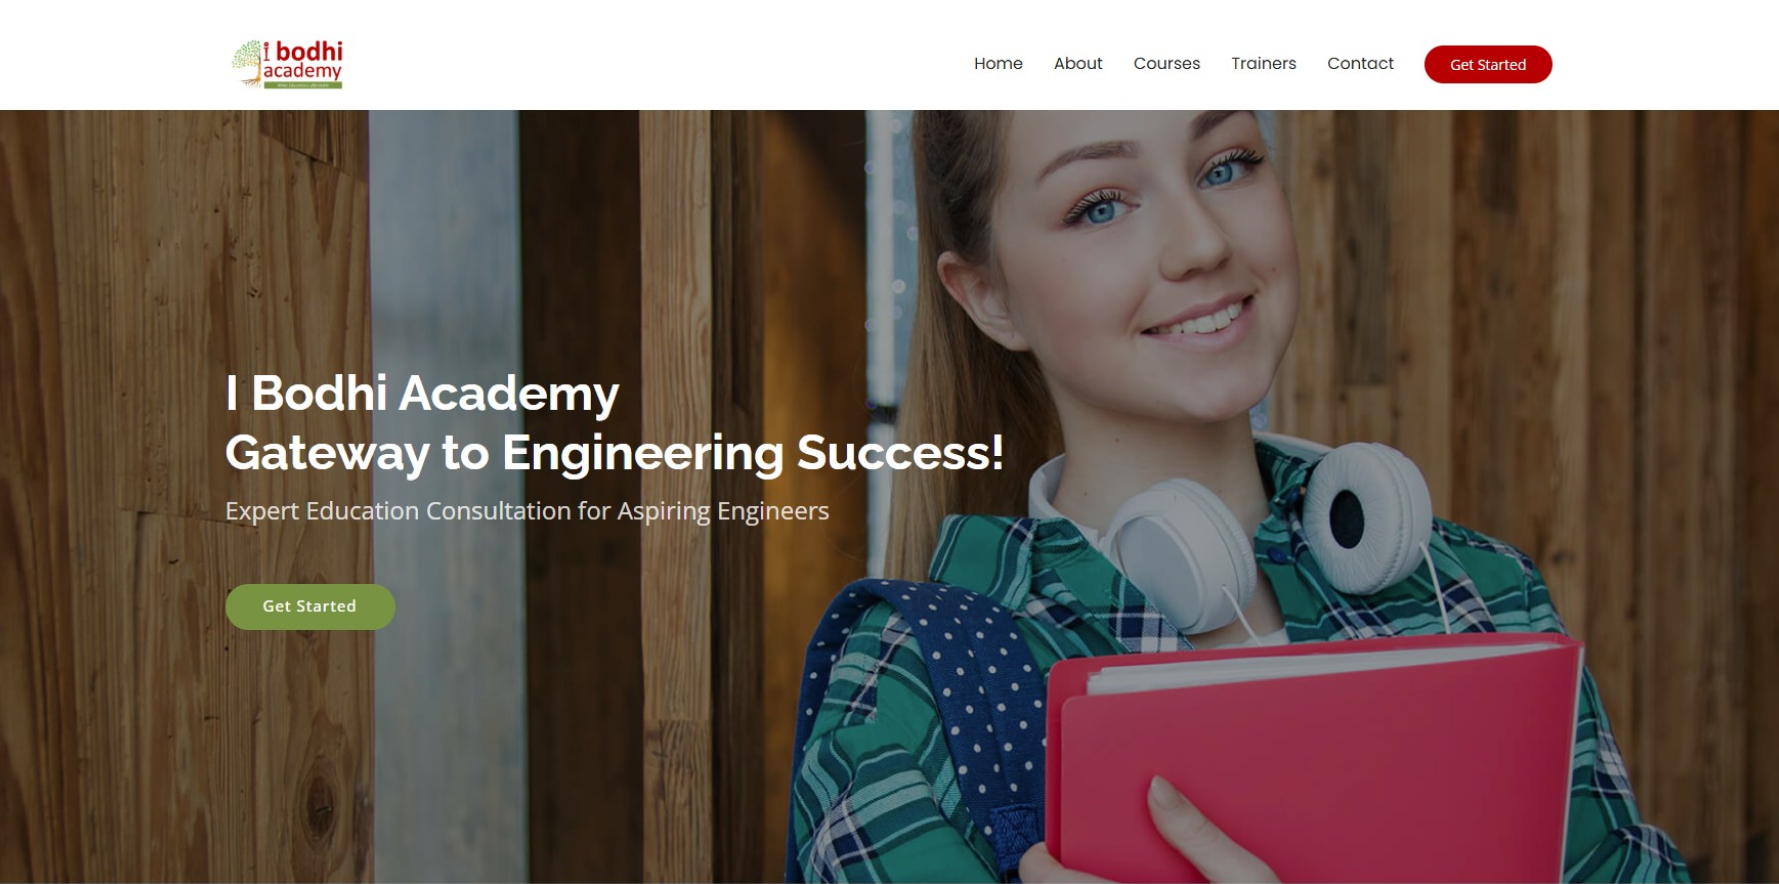 I bodhi
academy
Home About Courses Trainers Contact Get Started
I Bodhi Academy
Gateway to Engineering Success!
Expert Education Consultation for Aspiring Engineers
Get Started